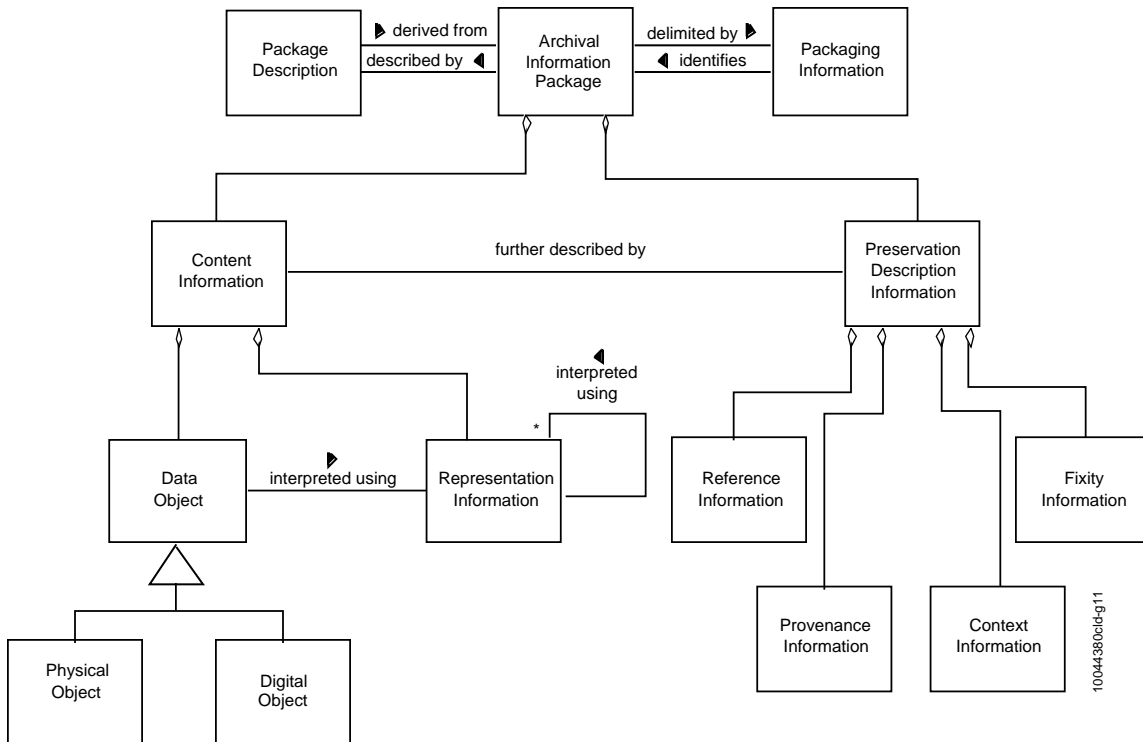 Package
Description
derived from
described by
Archival
Information
Package
delimited by
identifies
Packaging
Information
Content
Information
further described by
Preservation
Description
Information
interpreted
using
*
Data
Object
interpreted using
Representation
Information
Reference
Information
Fixity
Information
Provenance
Information
Context
Information
Physical
Object
Digital
Object
10044380cld-g11